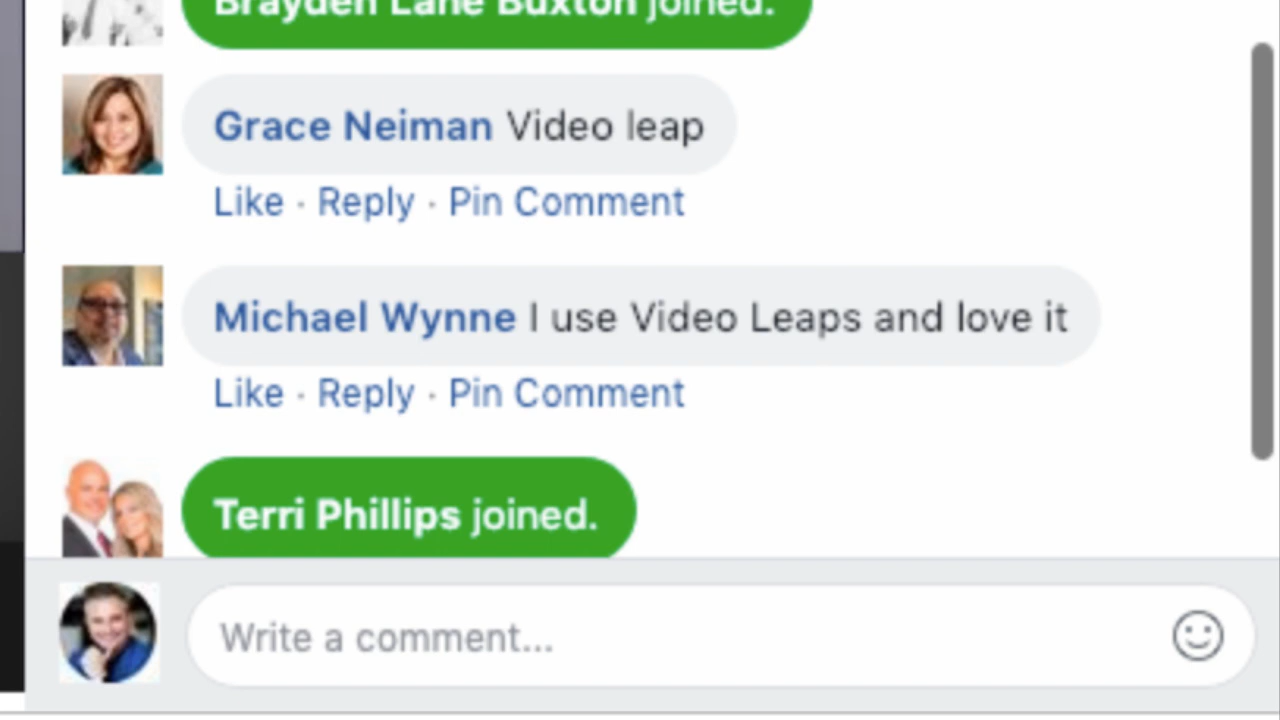 Brayden Lane Buxton joined.
Grace Neiman Video leap
Like · Reply · Pin Comment
Michael Wynne I use Video Leaps and love it
Like · Reply · Pin Comment
Terri Phillips joined.
Write a comment...